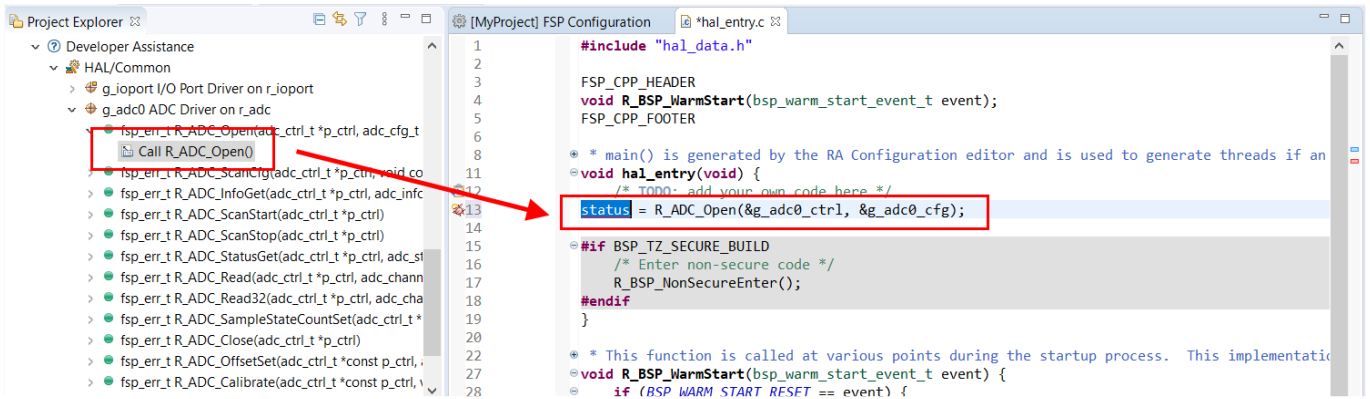 Project Explorer
Developer Assistance
HAL/Common
g_ioport I/O Port Driver on r_ioport
g_adc0 ADC Driver on r_adc
fsp_err_t R_ADC_Open(adc_ctrl_t *p_ctrl, adc_cfg_t
Call R_ADC_Open()
fsp_err_t R_ADC_ScanCfg(adc_ctrl_t *p_ctrl, void co
fsp_err_t R_ADC_InfoGet(adc_ctrl_t *p_ctrl, adc_infc
fsp_err_t R_ADC_ScanStart(adc_ctrl_t *p_ctrl)
fsp_err_t R_ADC_ScanStop(adc_ctrl_t *p_ctrl)
fsp_err_t R_ADC_StatusGet(adc_ctrl_t *p_ctrl, adc_st
fsp_err_t R_ADC_Read(adc_ctrl_t *p_ctrl, adc_chann
fsp_err_t R_ADC_Read32(adc_ctrl_t *p_ctrl, adc_cha
fsp_err_t R_ADC_SampleStateCountSet(adc_ctrl_t *
fsp_err_t R_ADC_Close(adc_ctrl_t *p_ctrl)
fsp_err_t R_ADC_OffsetSet(adc_ctrl_t *const p_ctrl, a
fsp_err_t R_ADC_Calibrate(adc_ctrl_t *const p_ctrl, v
[MyProject] FSP Configuration
*hal_entry.c
1 #include "hal_data.h"
2
3 FSP_CPP_HEADER
4 void R_BSP_WarmStart(bsp_warm_start_event_t event);
5 FSP_CPP_FOOTER
6
8 * main() is generated by the RA Configuration editor and is used to generate threads if an
11 void hal_entry(void) {
12 /* TODO: add your own code here */
13 status = R_ADC_Open(&g_adc0_ctrl, &g_adc0_cfg);
14
15 #if BSP_TZ_SECURE_BUILD
16 /* Enter non-secure code */
17 R_BSP_NonSecureEnter();
18 #endif
19 }
20
22 * This function is called at various points during the startup process. This implementatio
27 void R_BSP_WarmStart(bsp_warm_start_event_t event) {
28 if (BSP_WARM_START_RESET == event) {